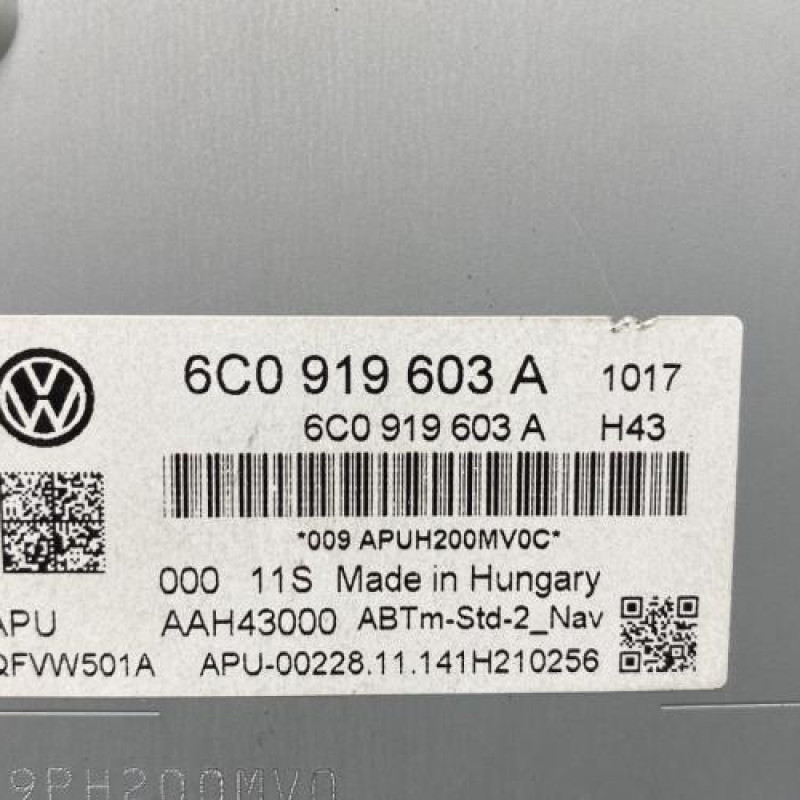 6C0 919 603 A 1017
6C0 919 603 A H43
*009 APUH200MV0C*
000 11S Made in Hungary
APU AAH43000 ABTm-Std-2_Nav
QFVW501A APU-00228.11.141H210256
9PH200MV0